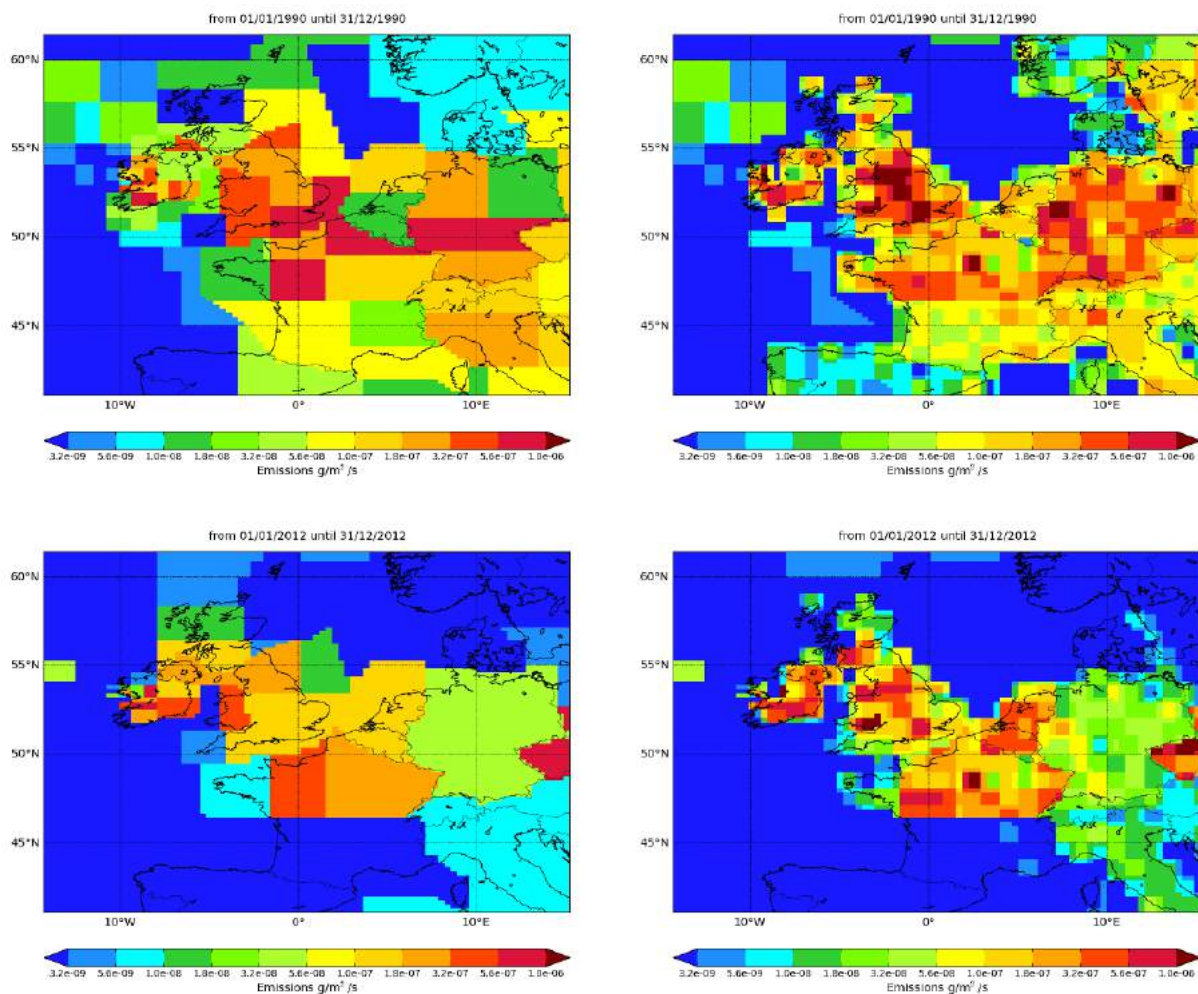 from 01/01/1990 until 31/12/1990
60°N
55°N
50°N
45°N
10°W 0° 10°E
3.2e-09 5.6e-09 1.0e-08 1.8e-08 3.2e-08 5.6e-08 1.0e-07 1.8e-07 3.2e-07 5.6e-07 1.0e-06
Emissions g/m²/s
from 01/01/1990 until 31/12/1990
60°N
55°N
50°N
45°N
10°W 0° 10°E
3.2e-09 5.6e-09 1.0e-08 1.8e-08 3.2e-08 5.6e-08 1.0e-07 1.8e-07 3.2e-07 5.6e-07 1.0e-06
Emissions g/m²/s
from 01/01/2012 until 31/12/2012
60°N
55°N
50°N
45°N
10°W 0° 10°E
3.2e-09 5.6e-09 1.0e-08 1.8e-08 3.2e-08 5.6e-08 1.0e-07 1.8e-07 3.2e-07 5.6e-07 1.0e-06
Emissions g/m²/s
from 01/01/2012 until 31/12/2012
60°N
55°N
50°N
45°N
10°W 0° 10°E
3.2e-09 5.6e-09 1.0e-08 1.8e-08 3.2e-08 5.6e-08 1.0e-07 1.8e-07 3.2e-07 5.6e-07 1.0e-06
Emissions g/m²/s